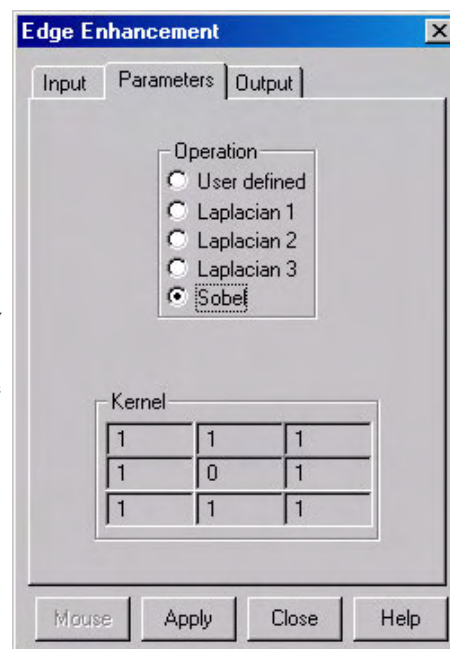 Edge Enhancement
Input Parameters Output
Operation
User defined
Laplacian 1
Laplacian 2
Laplacian 3
Sobel
Kernel
1 1 1
1 0 1
1 1 1
Mouse Apply Close Help